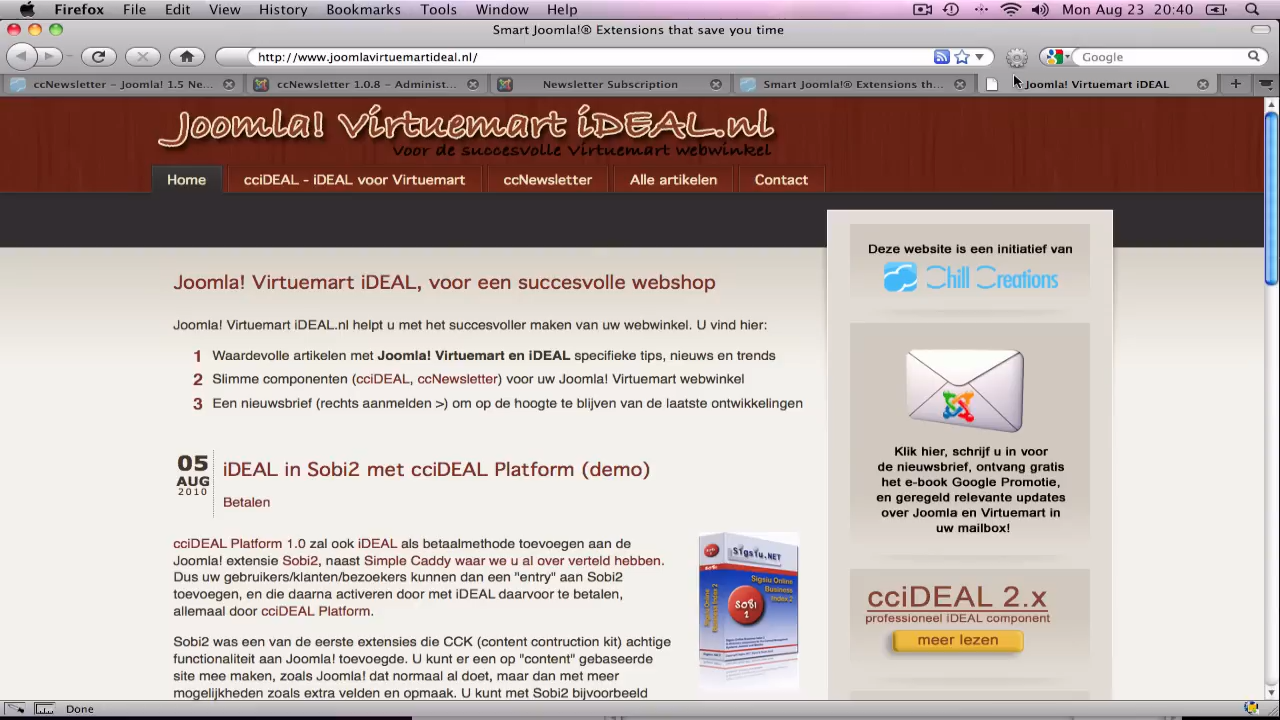 Firefox File Edit View History Bookmarks Tools Window Help Mon Aug 23 20:40
Smart Joomla!® Extensions that save you time
http://www.joomlavirtuemartideal.nl/ Google
ccNewsletter – Joomla! 1.5 Ne... ccNewsletter 1.0.8 – Administ... Newsletter Subscription Smart Joomla!® Extensions th... Joomla! Virtuemart iDEAL
Joomla! Virtuemart iDEAL.nl
voor de succesvolle Virtuemart webwinkel
Home cciDEAL - iDEAL voor Virtuemart ccNewsletter Alle artikelen Contact
Joomla! Virtuemart iDEAL, voor een succesvolle webshop
Joomla! Virtuemart iDEAL.nl helpt u met het succesvoller maken van uw webwinkel. U vind hier:
1 Waardevolle artikelen met Joomla! Virtuemart en iDEAL specifieke tips, nieuws en trends
2 Slimme componenten (cciDEAL, ccNewsletter) voor uw Joomla! Virtuemart webwinkel
3 Een nieuwsbrief (rechts aanmelden >) om op de hoogte te blijven van de laatste ontwikkelingen
05
AUG
2010
iDEAL in Sobi2 met cciDEAL Platform (demo)
Betalen
cciDEAL Platform 1.0 zal ook iDEAL als betaalmethode toevoegen aan de
Joomla! extensie Sobi2, naast Simple Caddy waar we u al over verteld hebben.
Dus uw gebruikers/klanten/bezoekers kunnen dan een "entry" aan Sobi2
toevoegen, en die daarna activeren door met iDEAL daarvoor te betalen,
allemaal door cciDEAL Platform.
Sobi2 was een van de eerste extensies die CCK (content contruction kit) achtige
functionaliteit aan Joomla! toevoegde. U kunt er een op "content" gebaseerde
site mee maken, zoals Joomla! dat normaal al doet, maar dan met meer
mogelijkheden zoals extra velden en opmaak. U kunt met Sobi2 bijvoorbeeld
Sigsiu.NET
Sigsiu Online
Business
Index 2
Deze website is een initiatief van
Chill Creations
Klik hier, schrijf u in voor
de nieuwsbrief, ontvang gratis
het e-book Google Promotie,
en geregeld relevante updates
over Joomla en Virtuemart in
uw mailbox!
cciDEAL 2.x
professioneel iDEAL component
meer lezen
Done